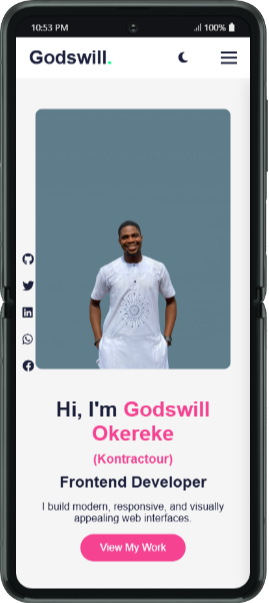 10:53 PM 100%
Godswill.
Hi, I'm Godswill
Okereke
(Kontractour)
Frontend Developer
I build modern, responsive, and visually
appealing web interfaces.
View My Work